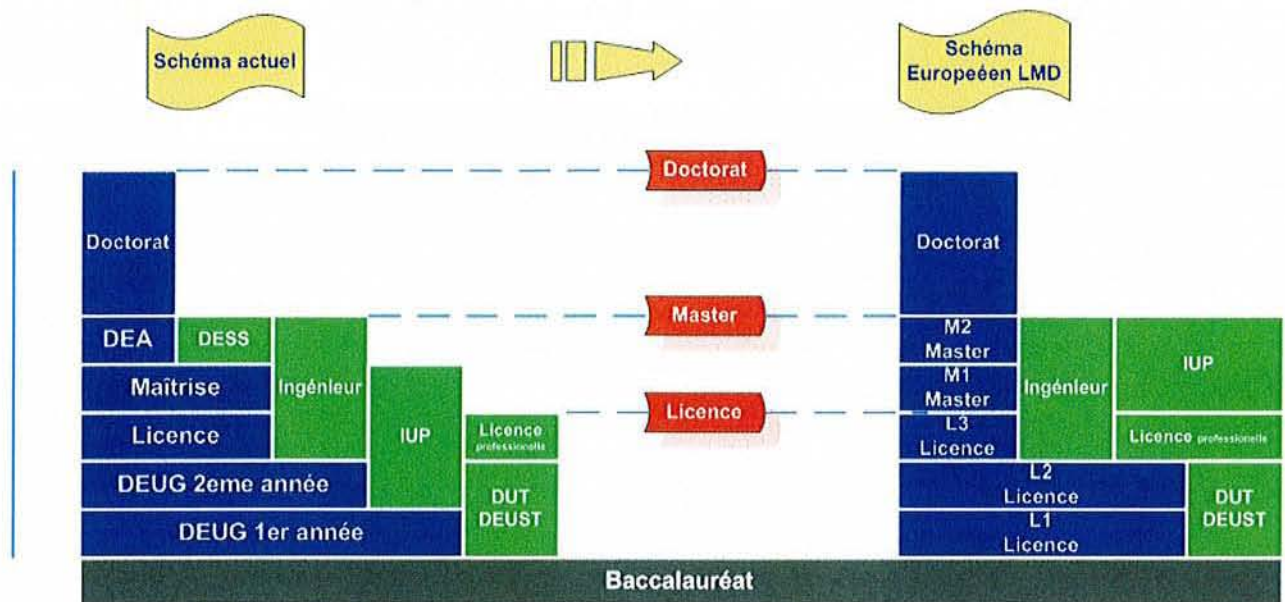 Schéma actuel
Schéma
Europeéen LMD
Doctorat
Master
Licence
Doctorat
DEA
DESS
Ingénieur
Maîtrise
IUP
Licence
Licence
professionelle
DEUG 2eme année
DUT
DEUST
DEUG 1er année
Doctorat
M2
Master
Ingénieur
IUP
M1
Master
L3
Licence
Licence professionelle
L2
Licence
DUT
DEUST
L1
Licence
Baccalauréat